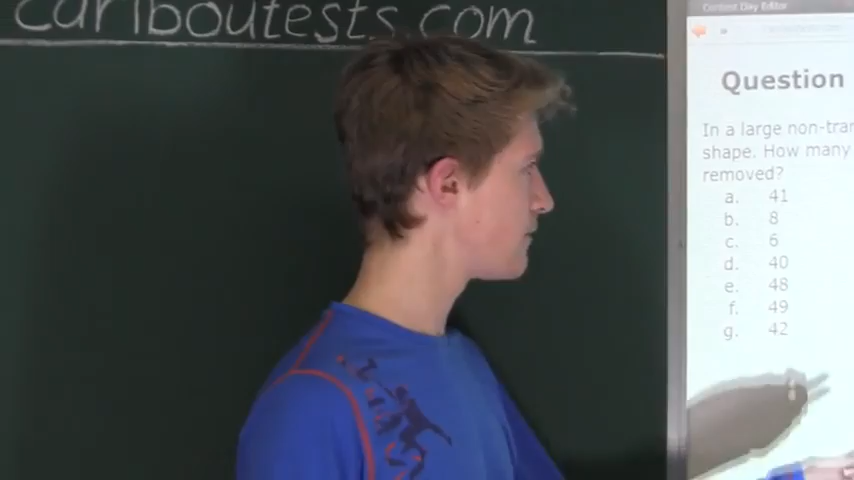 cariboutests.com
Content Day Editor
Question
In a large non-tra
shape. How many
removed?
a. 41
b. 8
c. 6
d. 40
e. 48
f. 49
g. 42